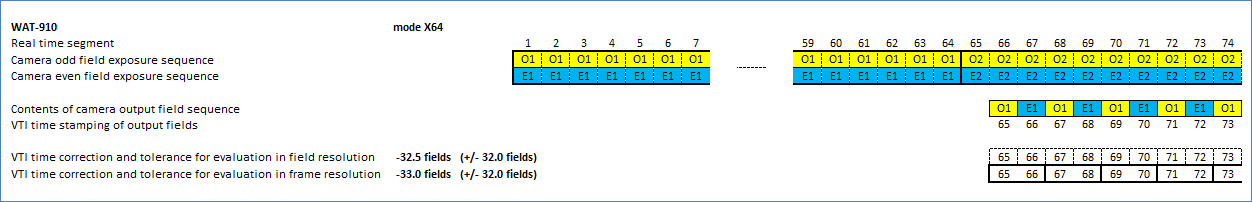 WAT-910 mode X64
Real time segment 1 2 3 4 5 6 7 59 60 61 62 63 64 65 66 67 68 69 70 71 72 73 74
Camera odd field exposure sequence O1 O1 O1 O1 O1 O1 O1 ........ O1 O1 O1 O1 O1 O1 O2 O2 O2 O2 O2 O2 O2 O2 O2 O2
Camera even field exposure sequence E1 E1 E1 E1 E1 E1 E1 E1 E1 E1 E1 E1 E1 E2 E2 E2 E2 E2 E2 E2 E2 E2 E2
Contents of camera output field sequence O1 E1 O1 E1 O1 E1 O1 E1 O1
VTI time stamping of output fields 65 66 67 68 69 70 71 72 73
VTI time correction and tolerance for evaluation in field resolution -32.5 fields (+/- 32.0 fields) 65 66 67 68 69 70 71 72 73
VTI time correction and tolerance for evaluation in frame resolution -33.0 fields (+/- 32.0 fields) 65 66 67 68 69 70 71 72 73